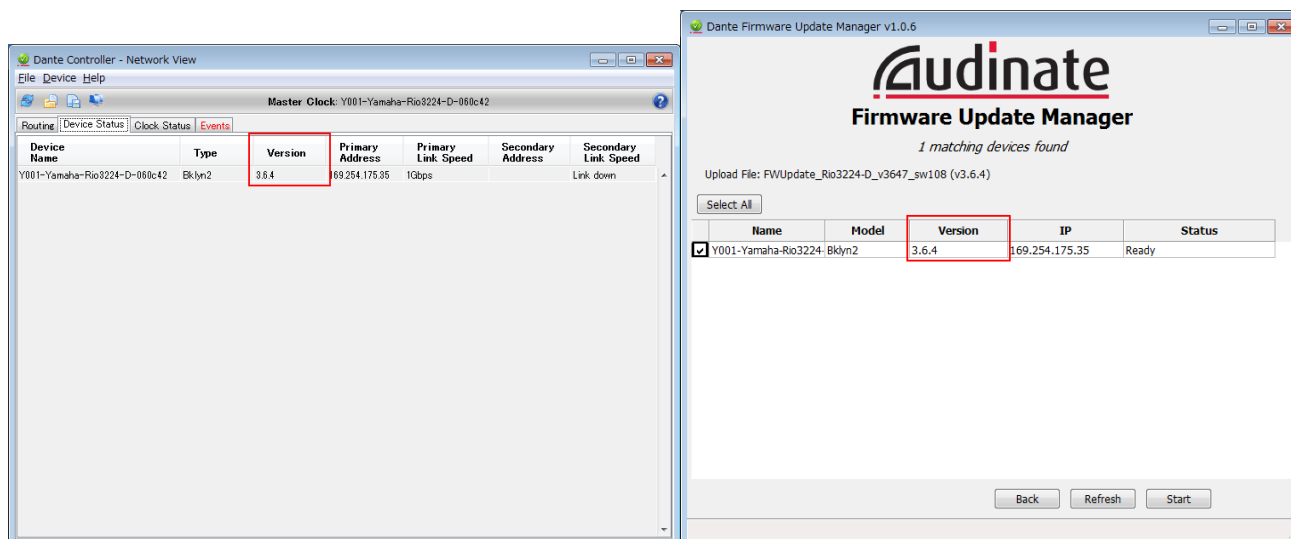 Dante Controller - Network View
File Device Help
Master Clock: Y001-Yamaha-Rio3224-D-060c42
Routing Device Status Clock Status Events
Device Name Type Version Primary Address Primary Link Speed Secondary Address Secondary Link Speed
Y001-Yamaha-Rio3224-D-060c42 Bklyn2 3.6.4 169.254.175.35 1Gbps Link down
Dante Firmware Update Manager v1.0.6
Audinate
Firmware Update Manager
1 matching devices found
Upload File: FWUpdate_Rio3224-D_v3647_sw108 (v3.6.4)
Select All
Name Model Version IP Status
Y001-Yamaha-Rio3224- Bklyn2 3.6.4 169.254.175.35 Ready
Back Refresh Start